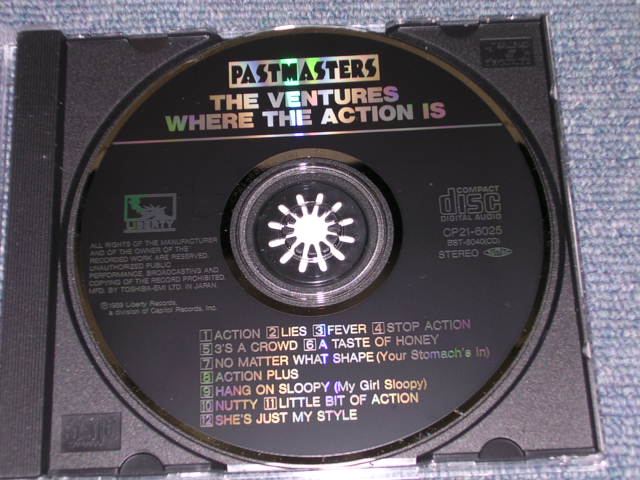 PASTMASTERS
THE VENTURES
WHERE THE ACTION IS
LIBERTY
COMPACT
disc
DIGITAL AUDIO
CP21-6025
BST-8040(CD)
STEREO
ALL RIGHTS OF THE MANUFACTURER
AND OF THE OWNER OF THE
RECORDED WORK ARE RESERVED.
UNAUTHORIZED PUBLIC
PERFORMANCE, BROADCASTING AND
COPYING OF THE RECORD PROHIBITED.
MFD. BY TOSHIBA-EMI LTD. IN JAPAN.
℗1989 Liberty Records,
a division of Capitol Records, Inc.
1 ACTION 2 LIES 3 FEVER 4 STOP ACTION
5 3'S A CROWD 6 A TASTE OF HONEY
7 NO MATTER WHAT SHAPE (Your Stomach's In)
8 ACTION PLUS
9 HANG ON SLOOPY (My Girl Sloopy)
10 NUTTY 11 LITTLE BIT OF ACTION
12 SHE'S JUST MY STYLE